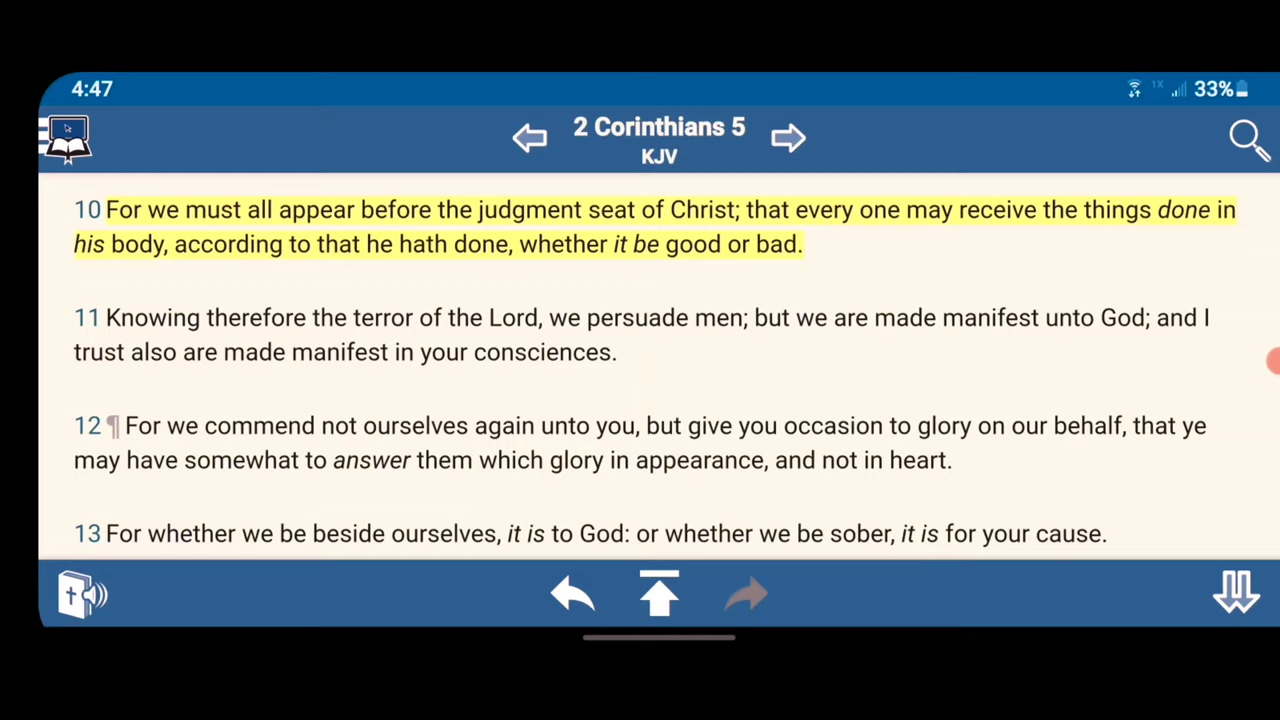 4:47
1X
33%
2 Corinthians 5
KJV
10 For we must all appear before the judgment seat of Christ; that every one may receive the things done in
his body, according to that he hath done, whether it be good or bad.
11 Knowing therefore the terror of the Lord, we persuade men; but we are made manifest unto God; and I
trust also are made manifest in your consciences.
12 ¶ For we commend not ourselves again unto you, but give you occasion to glory on our behalf, that ye
may have somewhat to answer them which glory in appearance, and not in heart.
13 For whether we be beside ourselves, it is to God: or whether we be sober, it is for your cause.